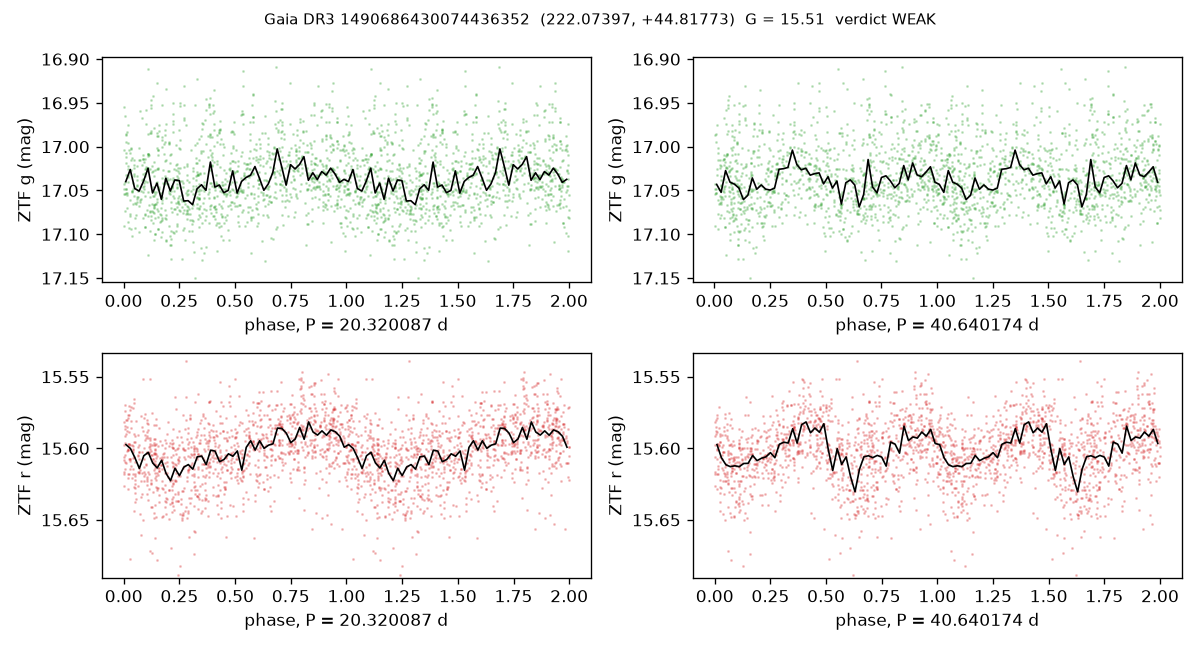 Gaia DR3 1490686430074436352 (222.07397, +44.81773) G = 15.51 verdict WEAK
16.90
16.95
17.00
17.05
17.10
17.15
ZTF g (mag)
0.00 0.25 0.50 0.75 1.00 1.25 1.50 1.75 2.00
phase, P = 20.320087 d
16.90
16.95
17.00
17.05
17.10
17.15
ZTF g (mag)
0.00 0.25 0.50 0.75 1.00 1.25 1.50 1.75 2.00
phase, P = 40.640174 d
15.55
15.60
15.65
ZTF r (mag)
0.00 0.25 0.50 0.75 1.00 1.25 1.50 1.75 2.00
phase, P = 20.320087 d
15.55
15.60
15.65
ZTF r (mag)
0.00 0.25 0.50 0.75 1.00 1.25 1.50 1.75 2.00
phase, P = 40.640174 d